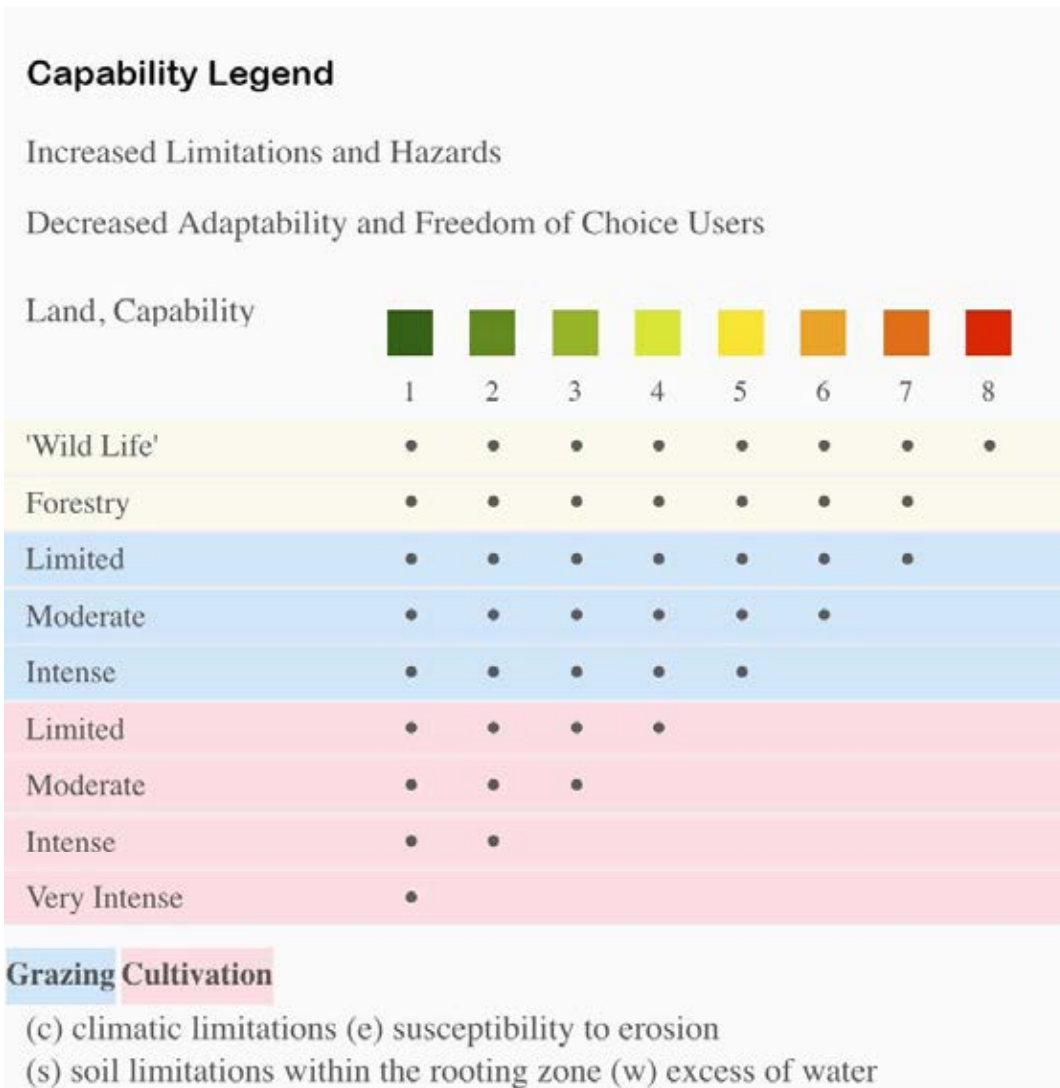 Capability Legend
Increased Limitations and Hazards
Decreased Adaptability and Freedom of Choice Users
Land, Capability
1 2 3 4 5 6 7 8
'Wild Life' • • • • • • • •
Forestry • • • • • • •
Limited • • • • • • •
Moderate • • • • • •
Intense • • • • •
Limited • • • •
Moderate • • •
Intense • •
Very Intense •
Grazing Cultivation
(c) climatic limitations (e) susceptibility to erosion
(s) soil limitations within the rooting zone (w) excess of water